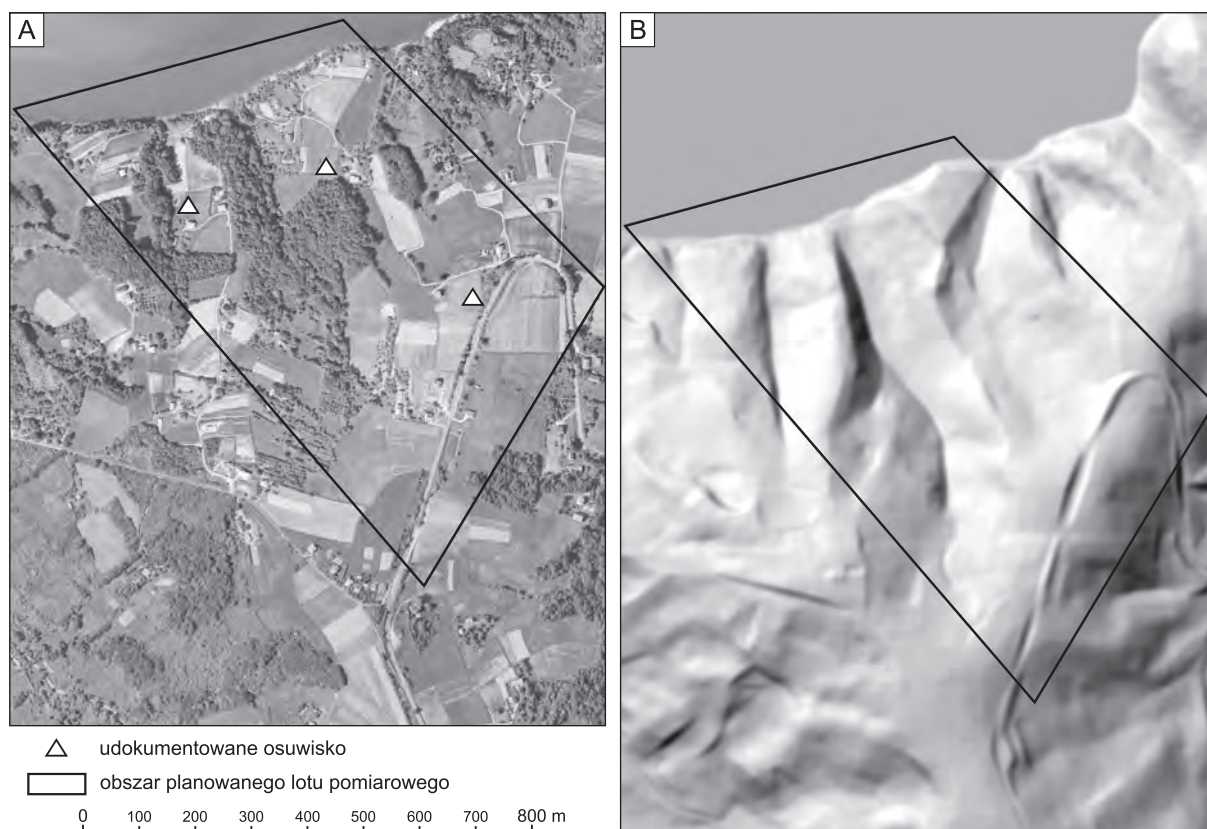 A
B
udokumentowane osuwisko
obszar planowanego lotu pomiarowego
0 100 200 300 400 500 600 700 800 m